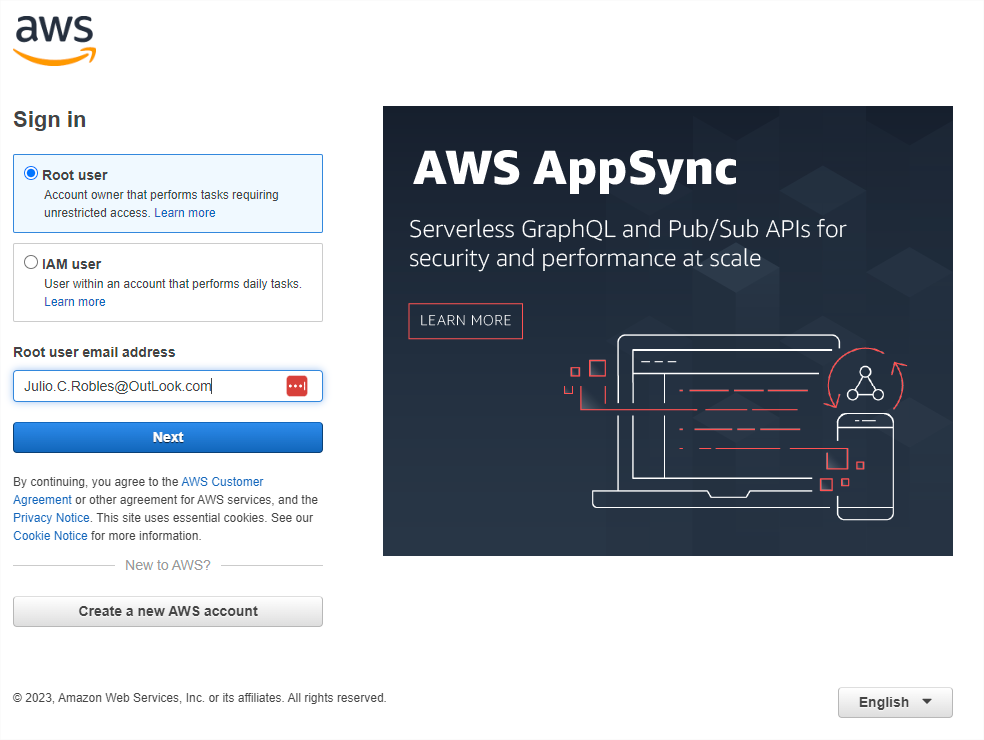 aws
Sign in
Root user
Account owner that performs tasks requiring
unrestricted access. Learn more
IAM user
User within an account that performs daily tasks.
Learn more
Root user email address
Julio.C.Robles@OutLook.com
Next
By continuing, you agree to the AWS Customer
Agreement or other agreement for AWS services, and the
Privacy Notice. This site uses essential cookies. See our
Cookie Notice for more information.
New to AWS?
Create a new AWS account
AWS AppSync
Serverless GraphQL and Pub/Sub APIs for
security and performance at scale
LEARN MORE
© 2023, Amazon Web Services, Inc. or its affiliates. All rights reserved.
English